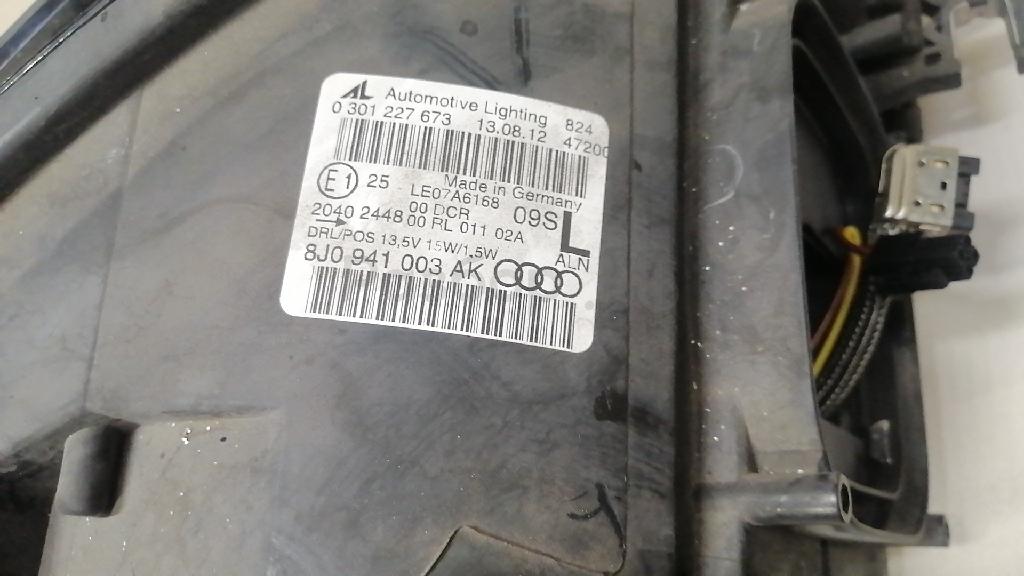 AL Automotive Lighting 824
0 301 227 673 13.08.12 47200
Made in Germany
E1 25 LE07A6168
00 DCR 09S L
2040 2448 00 RL 011 02A
DRL/POS 13,5V 15W/1,5W ALN
8J0 941 003 AK